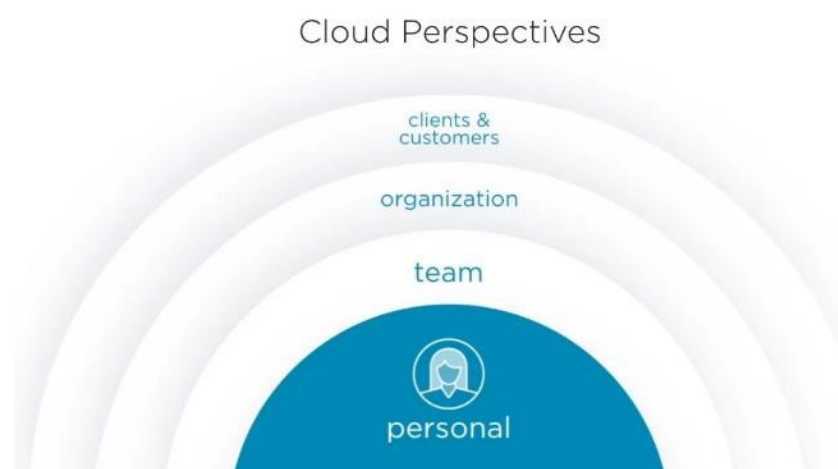 Cloud Perspectives
clients &
customers
organization
team
personal